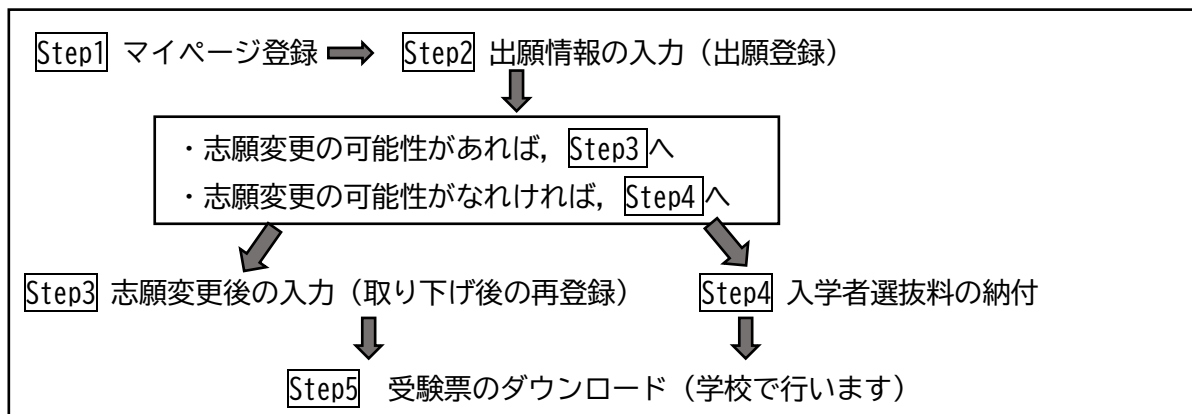 Step1 マイページ登録 Step2 出願情報の入力（出願登録）
・志願変更の可能性があれば，Step3へ
・志願変更の可能性がなれければ，Step4へ
Step3 志願変更後の入力（取り下げ後の再登録） Step4 入学者選抜料の納付
Step5 受験票のダウンロード（学校で行います）